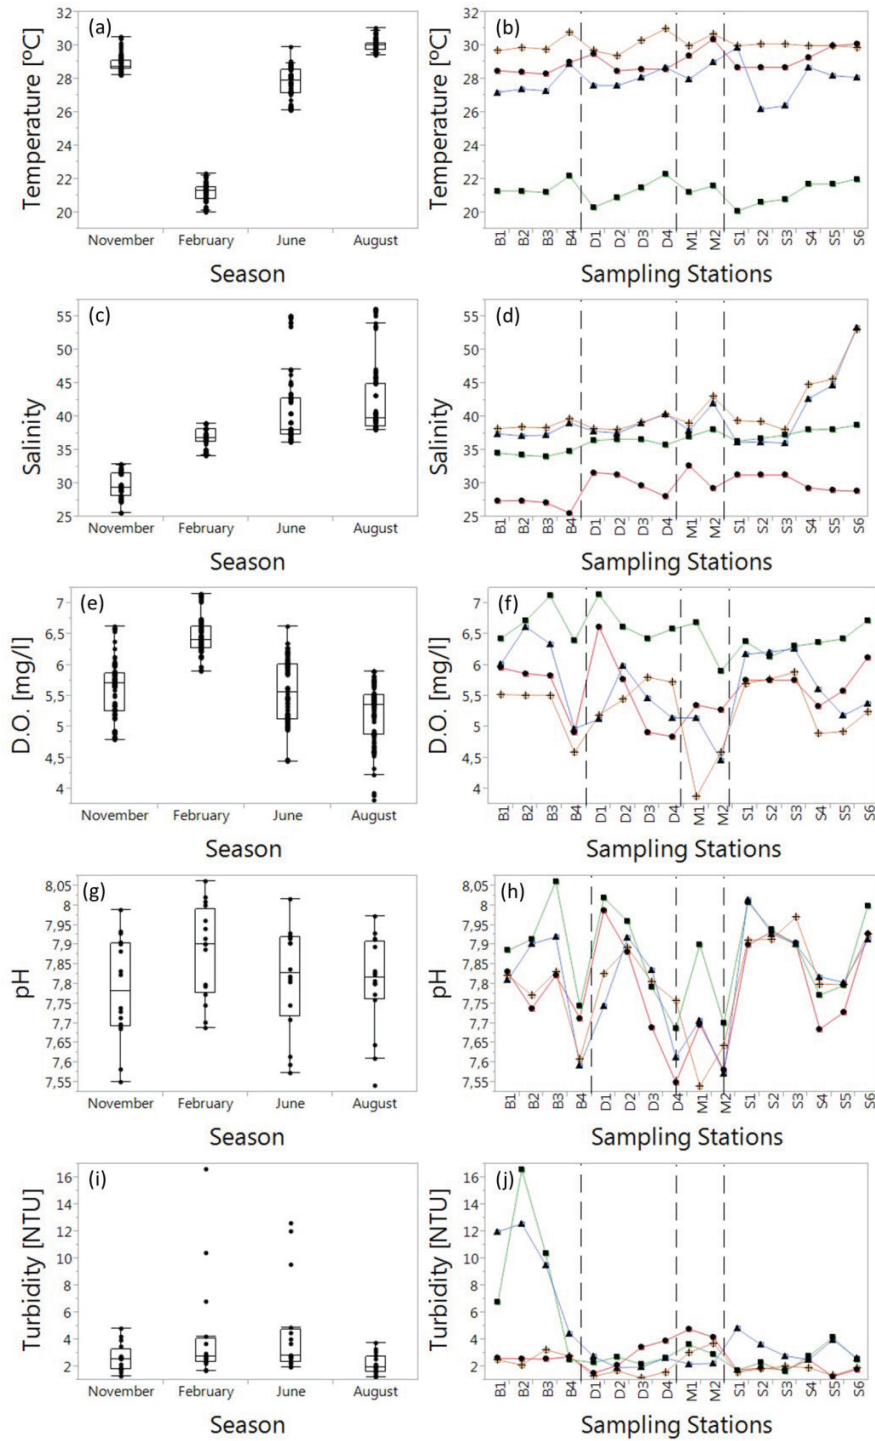 (a)
32
30
28
26
24
22
20
Temperature [ºC]
November February June August
Season
(b)
32
30
28
26
24
22
20
Temperature [ºC]
B1 B2 B3 B4 D1 D2 D3 D4 M1 M2 S1 S2 S3 S4 S5 S6
Sampling Stations
(c)
55
50
45
40
35
30
25
Salinity
November February June August
Season
(d)
55
50
45
40
35
30
25
Salinity
B1 B2 B3 B4 D1 D2 D3 D4 M1 M2 S1 S2 S3 S4 S5 S6
Sampling Stations
(e)
7
6,5
6
5,5
5
4,5
4
D.O. [mg/l]
November February June August
Season
(f)
7
6,5
6
5,5
5
4,5
4
D.O. [mg/l]
B1 B2 B3 B4 D1 D2 D3 D4 M1 M2 S1 S2 S3 S4 S5 S6
Sampling Stations
(g)
8,05
8
7,95
7,9
7,85
7,8
7,75
7,7
7,65
7,6
7,55
pH
November February June August
Season
(h)
8,05
8
7,95
7,9
7,85
7,8
7,75
7,7
7,65
7,6
7,55
pH
B1 B2 B3 B4 D1 D2 D3 D4 M1 M2 S1 S2 S3 S4 S5 S6
Sampling Stations
(i)
16
14
12
10
8
6
4
2
Turbidity [NTU]
November February June August
Season
(j)
16
14
12
10
8
6
4
2
Turbidity [NTU]
B1 B2 B3 B4 D1 D2 D3 D4 M1 M2 S1 S2 S3 S4 S5 S6
Sampling Stations